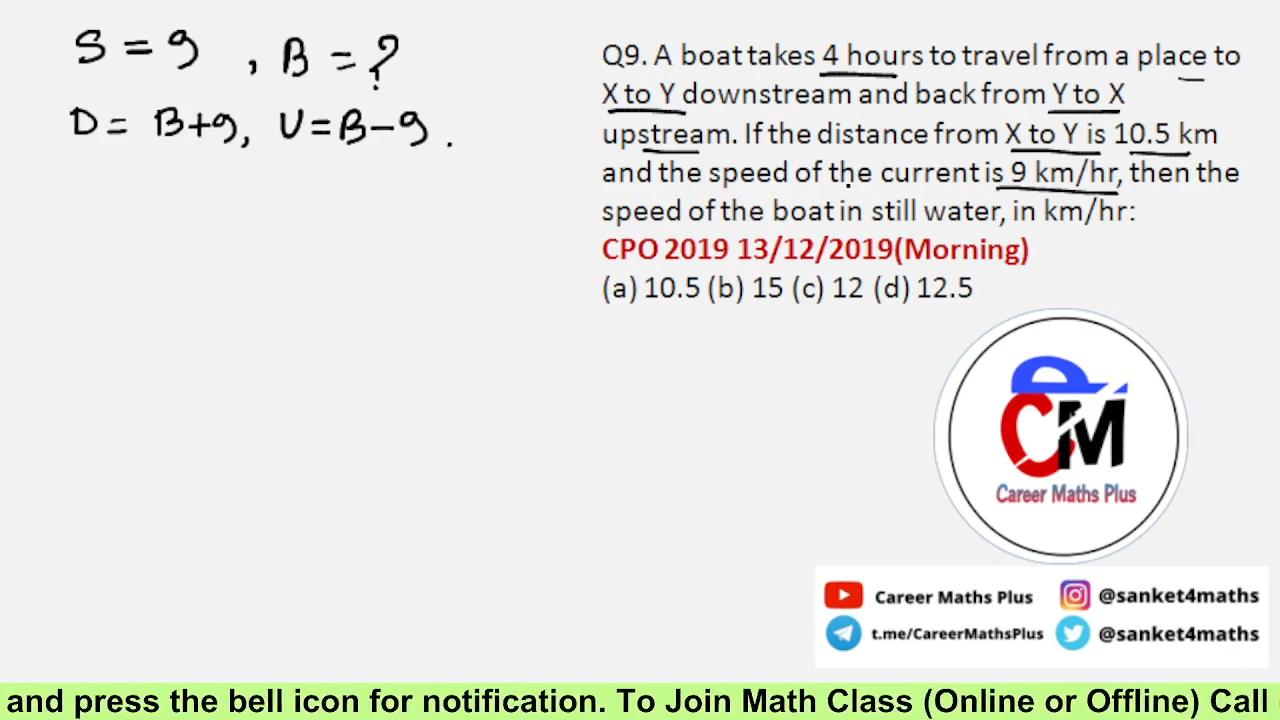 S = 9 , B = ?
D = B+9, U = B-9 .
Q9. A boat takes 4 hours to travel from a place to
X to Y downstream and back from Y to X
upstream. If the distance from X to Y is 10.5 km
and the speed of the current is 9 km/hr, then the
speed of the boat in still water, in km/hr:
CPO 2019 13/12/2019(Morning)
(a) 10.5 (b) 15 (c) 12 (d) 12.5
CM
Career Maths Plus
Career Maths Plus
@sanket4maths
t.me/CareerMathsPlus
@sanket4maths
and press the bell icon for notification. To Join Math Class (Online or Offline) Call